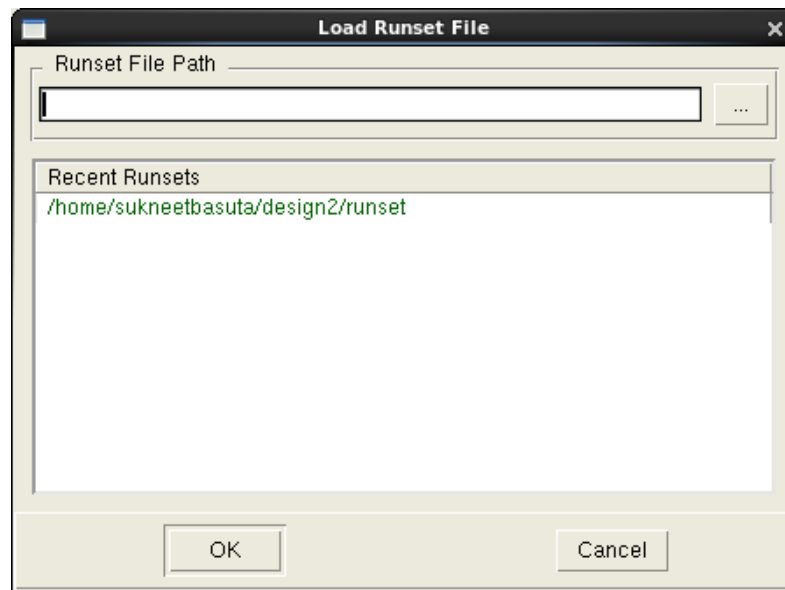 Load Runset File
Runset File Path
...
Recent Runsets
/home/sukneetbasuta/design2/runset
OK
Cancel